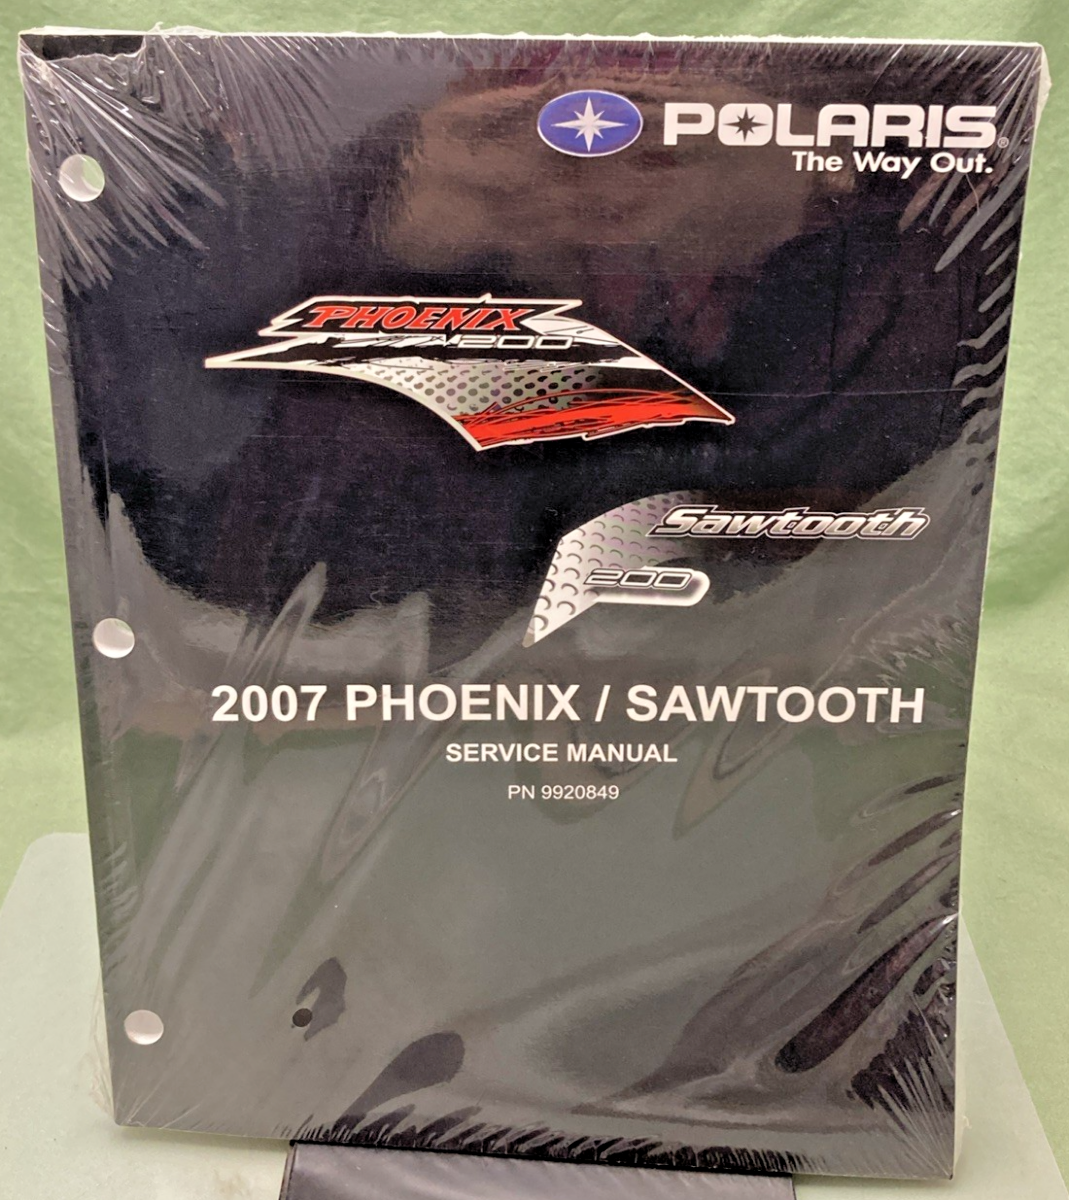 POLARIS®
The Way Out.
PHOENIX
200
Sawtooth
200
2007 PHOENIX / SAWTOOTH
SERVICE MANUAL
PN 9920849